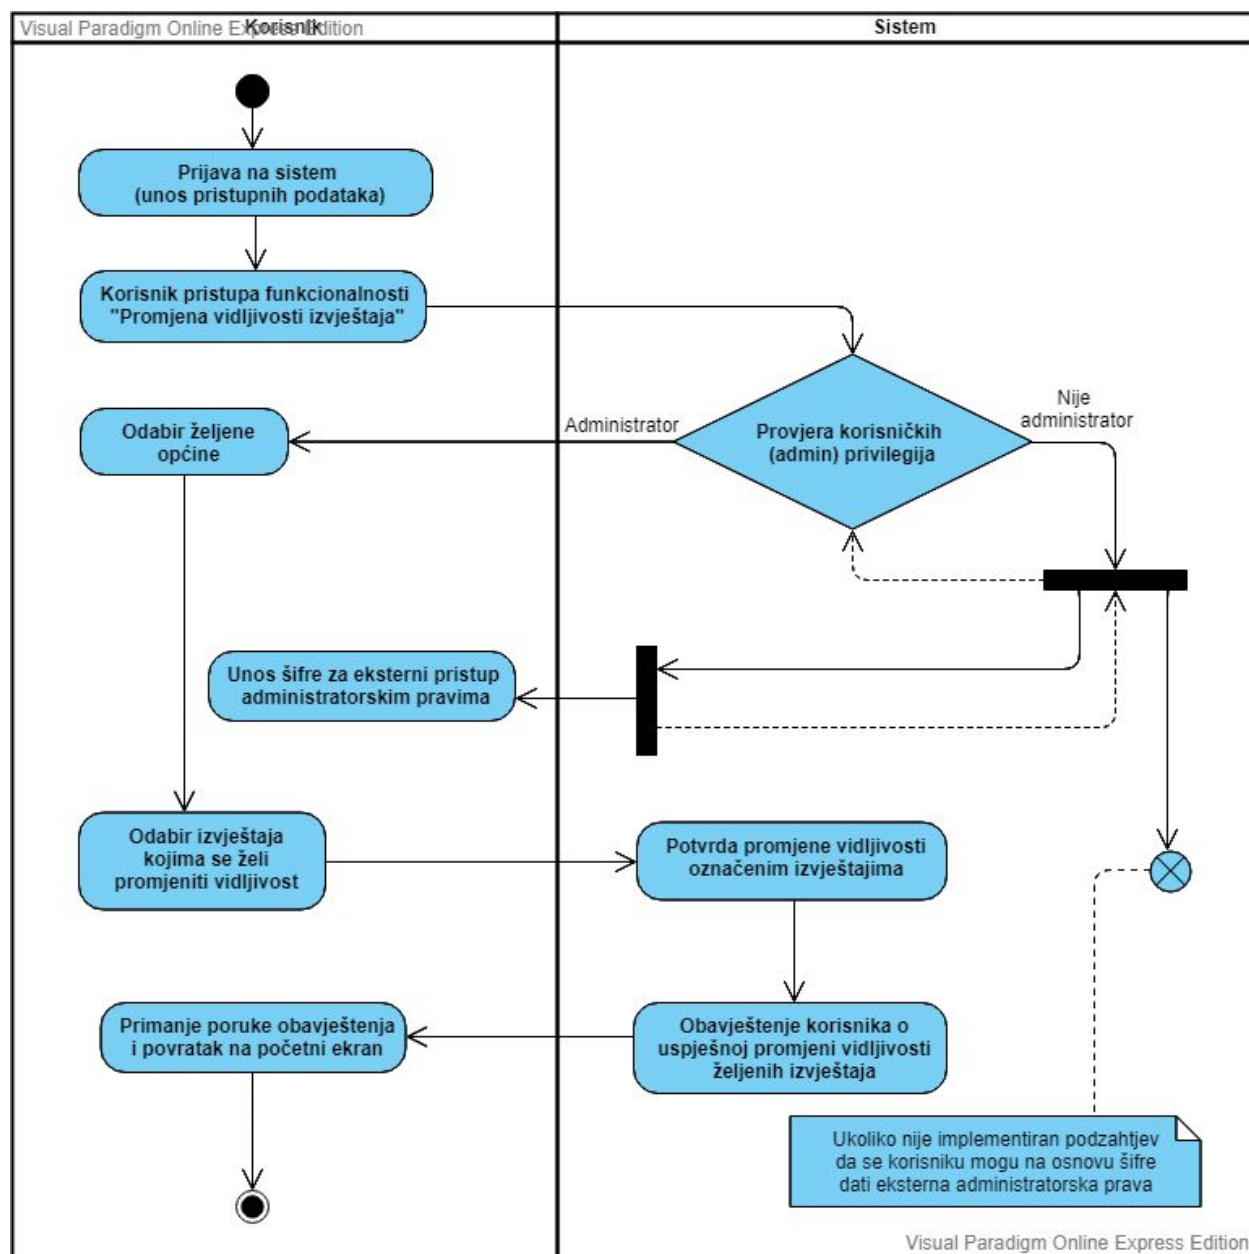 Visual Paradigm Online Express Edition
Korisnik
Sistem
Prijava na sistem
(unos pristupnih podataka)
Korisnik pristupa funkcionalnosti
"Promjena vidljivosti izvještaja"
Odabir željene
općine
Administrator
Provjera korisničkih
(admin) privilegija
Nije
administrator
Unos šifre za eksterni pristup
administratorskim pravima
Odabir izvještaja
kojima se želi
promjeniti vidljivost
Potvrda promjene vidljivosti
označenim izvještajima
Primanje poruke obavještenja
i povratak na početni ekran
Obavještenje korisnika o
uspješnoj promjeni vidljivosti
željenih izvještaja
Ukoliko nije implementiran podzahtjev
da se korisniku mogu na osnovu šifre
dati eksterna administratorska prava
Visual Paradigm Online Express Edition